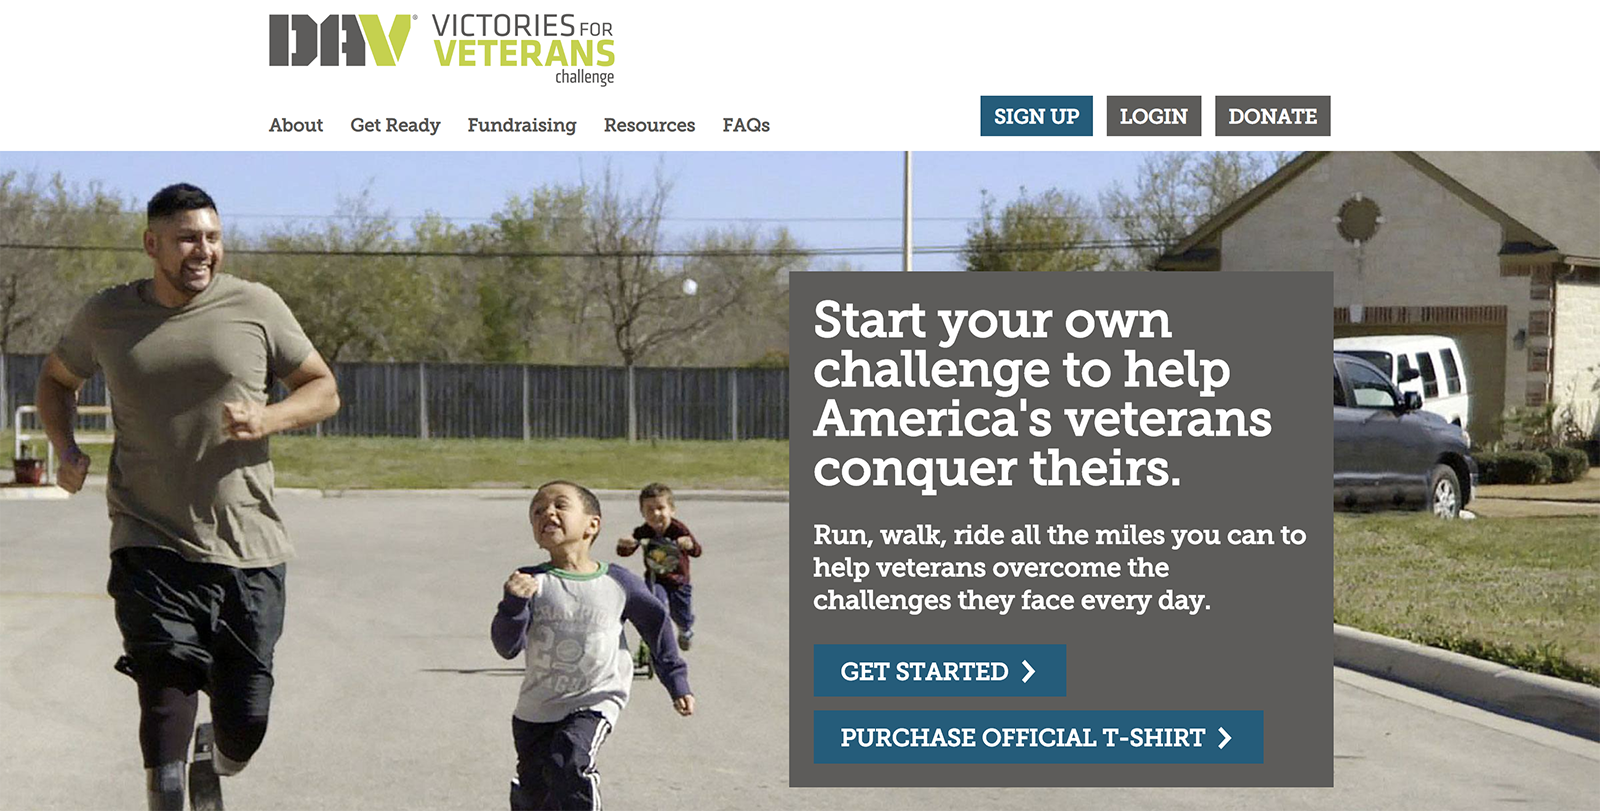 DAV®
VICTORIES FOR
VETERANS
challenge
About Get Ready Fundraising Resources FAQs
SIGN UP LOGIN DONATE
Start your own
challenge to help
America's veterans
conquer theirs.
Run, walk, ride all the miles you can to
help veterans overcome the
challenges they face every day.
GET STARTED
PURCHASE OFFICIAL T-SHIRT